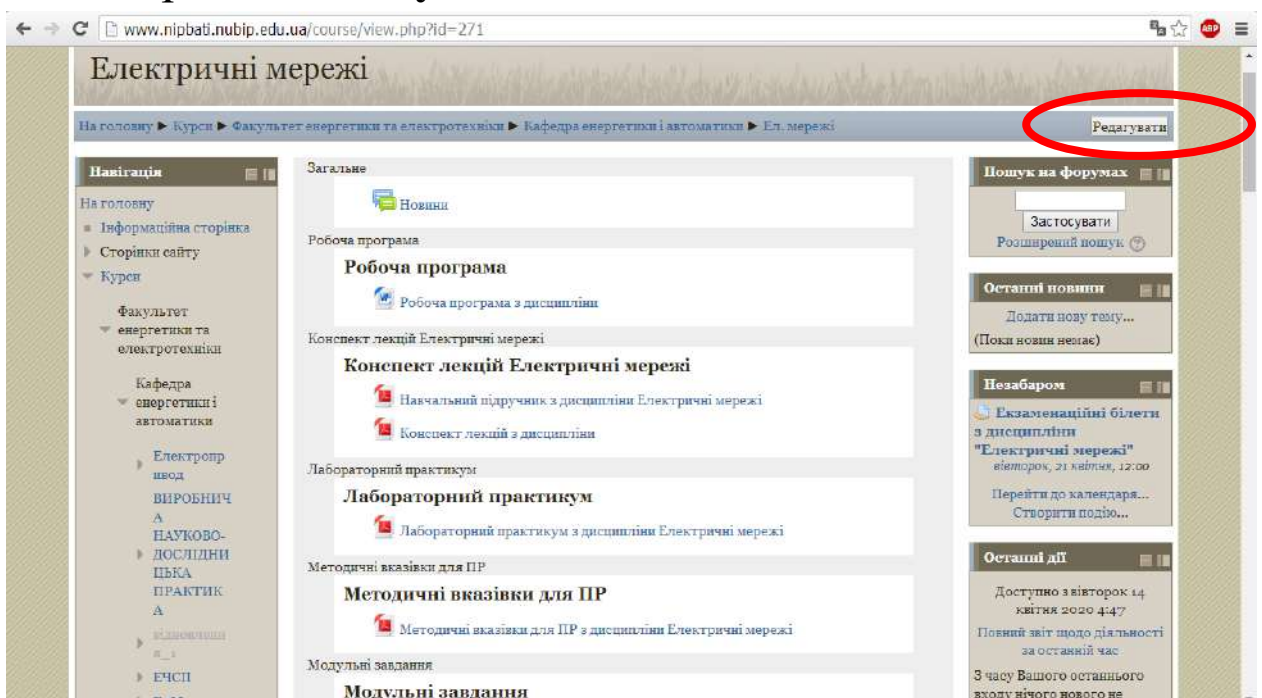 www.nipbati.nubip.edu.ua/course/view.php?id=271
ABP
Електричні мережі
На головну ► Курси ► Факультет енергетики та електротехніки ► Кафедра енергетики і автоматики ► Ел. мережі
Редагувати
Навігація
На головну
Інформаційна сторінка
Сторінки сайту
Курси
Факультет
енергетики та
електротехніки
Кафедра
енергетики і
автоматики
Електропр
ивод
ВИРОБНИЧ
А
НАУКОВО-
ДОСЛІДНИ
ЦЬКА
ПРАКТИК
А
ЕЧСП
Загальне
Новини
Робоча програма
Робоча програма
Робоча програма з дисципліни
Конспект лекцій Електричні мережі
Конспект лекцій Електричні мережі
Навчальний підручник з дисципліни Електричні мережі
Конспект лекцій з дисципліни
Лабораторний практикум
Лабораторний практикум
Лабораторний практикум з дисципліни Електричні мережі
Методичні вказівки для ПР
Методичні вказівки для ПР
Методичні вказівки для ПР з дисципліни Електричні мережі
Модульні завдання
Модульні завдання
Пошук на форумах
Застосувати
Розширений пошук
Останні новини
Додати нову тему...
(Поки новин немає)
Незабаром
Екзаменаційні білети
з дисципліни
"Електричні мережі"
вівторок, 21 квітня, 12:00
Перейти до календаря...
Створити подію...
Останні дії
Доступно з вівторок 14
квітня 2020 4:47
Повний звіт щодо діяльності
за останній час
З часу Вашого останнього
входу нічого нового не